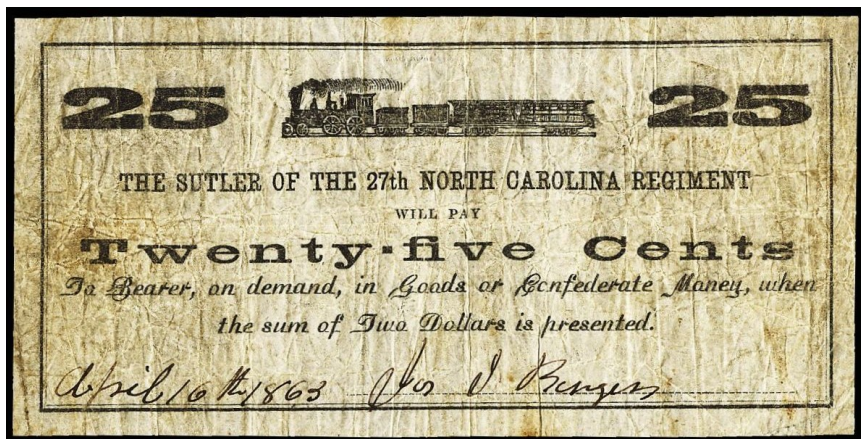 25 25
THE SUTLER OF THE 27th NORTH CAROLINA REGIMENT
WILL PAY
Twenty-five Cents
To Bearer, on demand, in Goods or Confederate Money, when
the sum of Two Dollars is presented.
April 16th 1863 Jos J